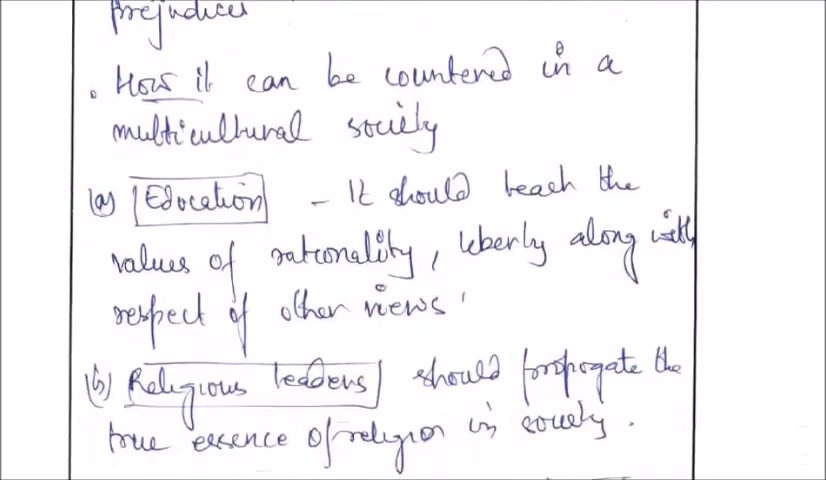 prejudices
. How it can be countered in a
multicultural society
(a) Education - It should teach the
values of rationality, liberty along with
respect of other views'
(b) Religious leaders should propogate the
true essence of religion in society.